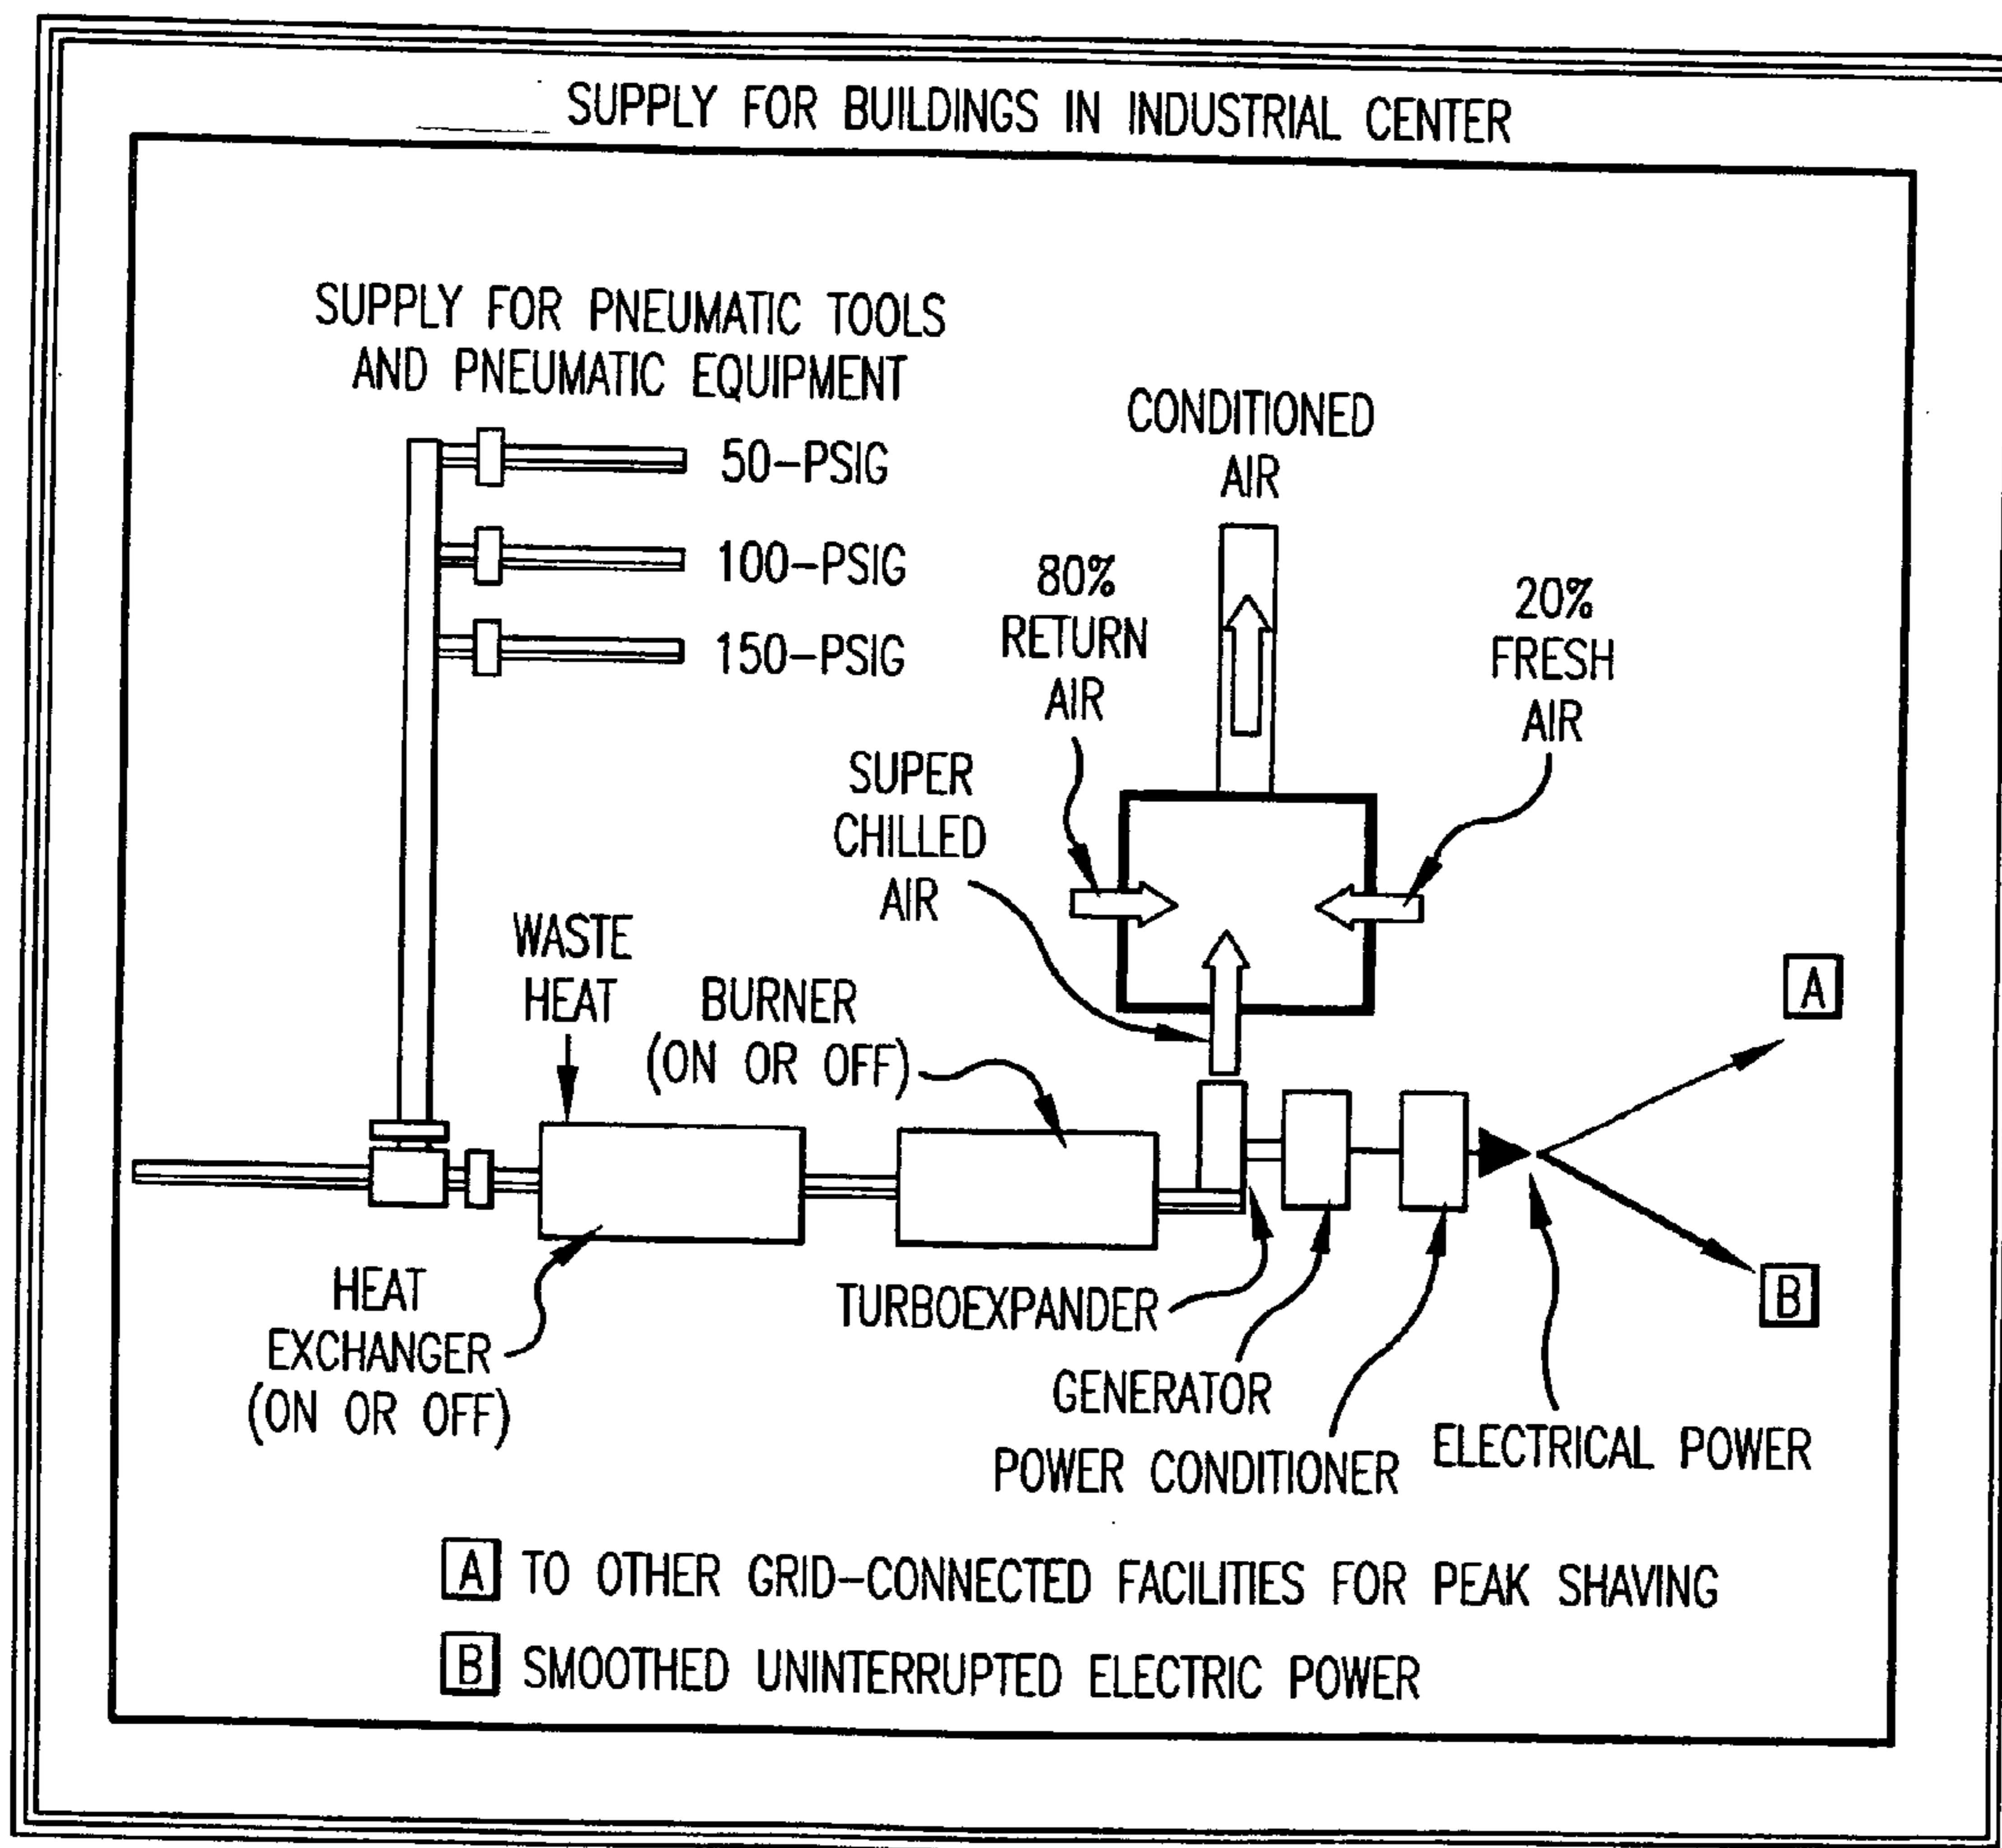 SUPPLY FOR BUILDINGS IN INDUSTRIAL CENTER
SUPPLY FOR PNEUMATIC TOOLS
AND PNEUMATIC EQUIPMENT
50-PSIG
100-PSIG
150-PSIG
CONDITIONED
AIR
80%
RETURN
AIR
20%
FRESH
AIR
SUPER
CHILLED
AIR
WASTE
HEAT
BURNER
(ON OR OFF)
A
B
HEAT
EXCHANGER
(ON OR OFF)
TURBOEXPANDER
GENERATOR
POWER CONDITIONER
ELECTRICAL POWER
A TO OTHER GRID-CONNECTED FACILITIES FOR PEAK SHAVING
B SMOOTHED UNINTERRUPTED ELECTRIC POWER